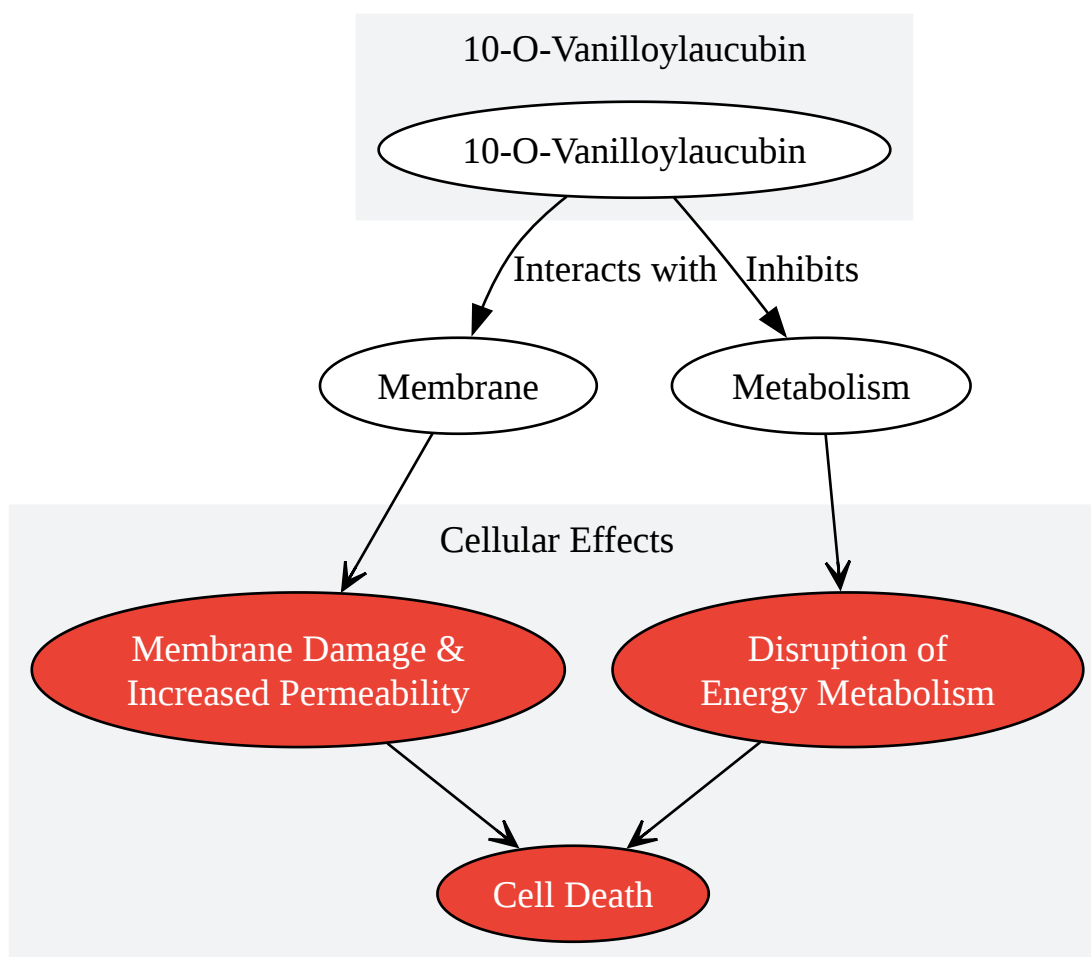 10-O-Vanilloylaucubin
10-O-Vanilloylaucubin
Interacts with
Inhibits
Membrane
Metabolism
Cellular Effects
Membrane Damage &
Increased Permeability
Disruption of
Energy Metabolism
Cell Death